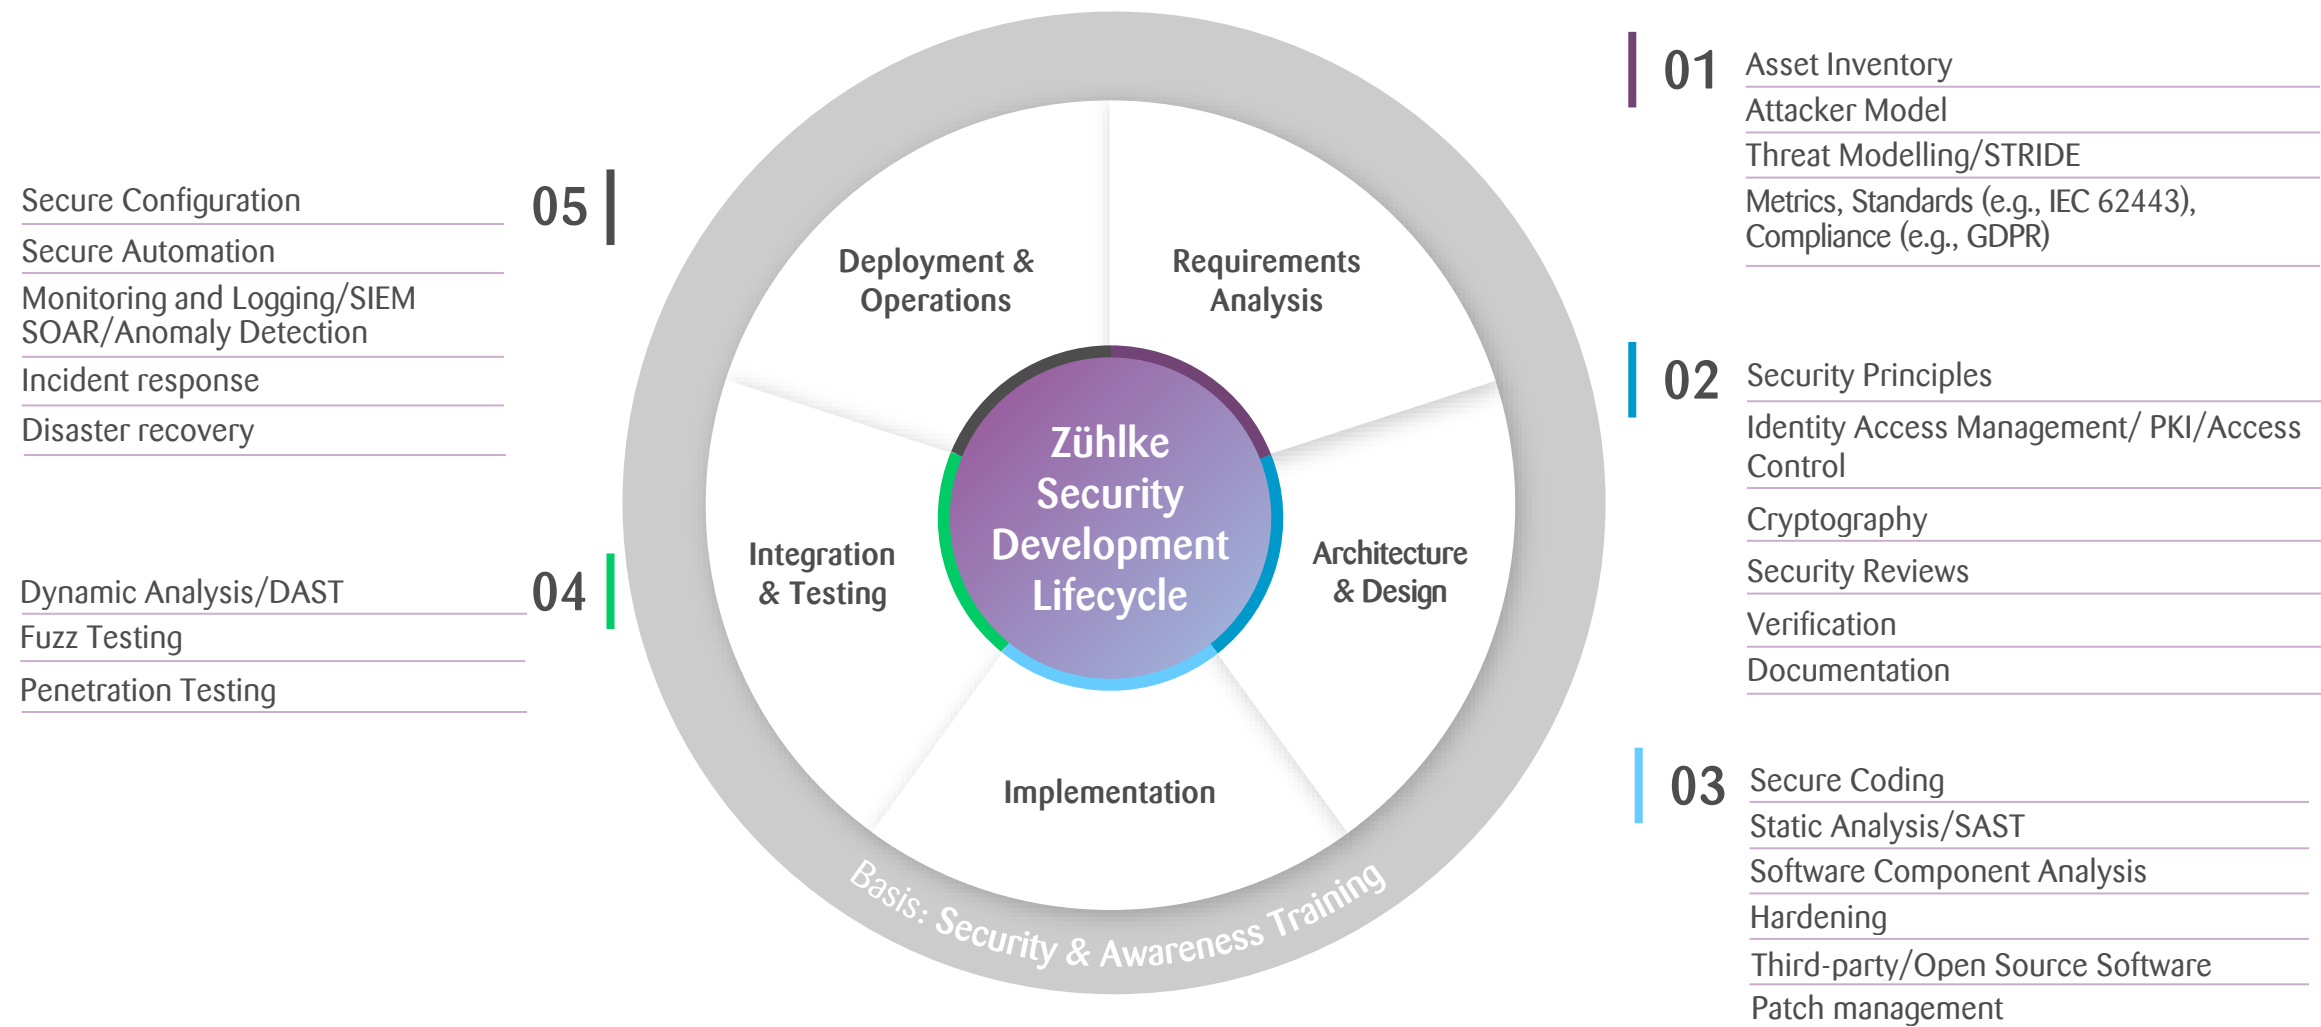 01
Asset Inventory
Attacker Model
Threat Modelling/STRIDE
Metrics, Standards (e.g., IEC 62443),
Compliance (e.g., GDPR)
02
Security Principles
Identity Access Management/ PKI/Access
Control
Cryptography
Security Reviews
Verification
Documentation
03
Secure Coding
Static Analysis/SAST
Software Component Analysis
Hardening
Third-party/Open Source Software
Patch management
04
Dynamic Analysis/DAST
Fuzz Testing
Penetration Testing
05
Secure Configuration
Secure Automation
Monitoring and Logging/SIEM
SOAR/Anomaly Detection
Incident response
Disaster recovery
Requirements
Analysis
Architecture
& Design
Implementation
Integration
& Testing
Deployment &
Operations
Zühlke
Security
Development
Lifecycle
Basis: Security & Awareness Training